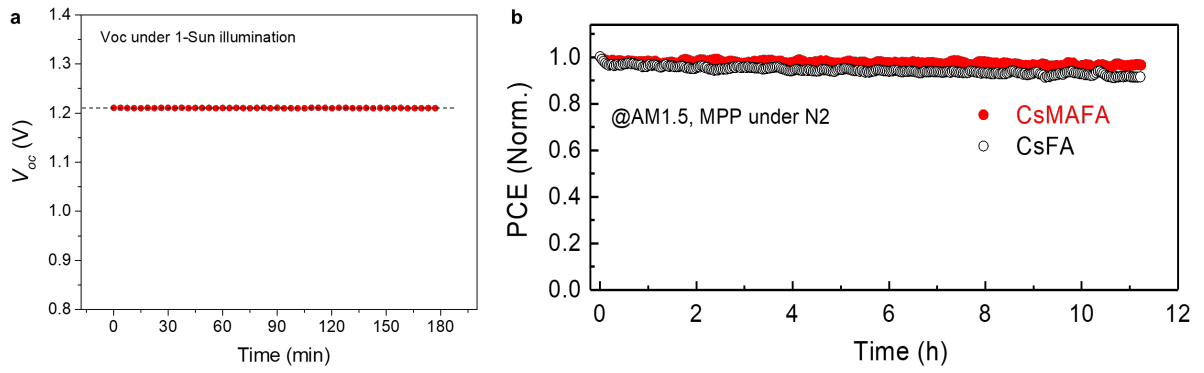 a
1.4
1.3
1.2
1.1
1.0
0.9
0.8
Voc under 1-Sun illumination
Voc (V)
0 30 60 90 120 150 180
Time (min)
b
1.0
0.8
0.6
0.4
0.2
0.0
PCE (Norm.)
@AM1.5, MPP under N2
CsMAFA
CsFA
0 2 4 6 8 10 12
Time (h)